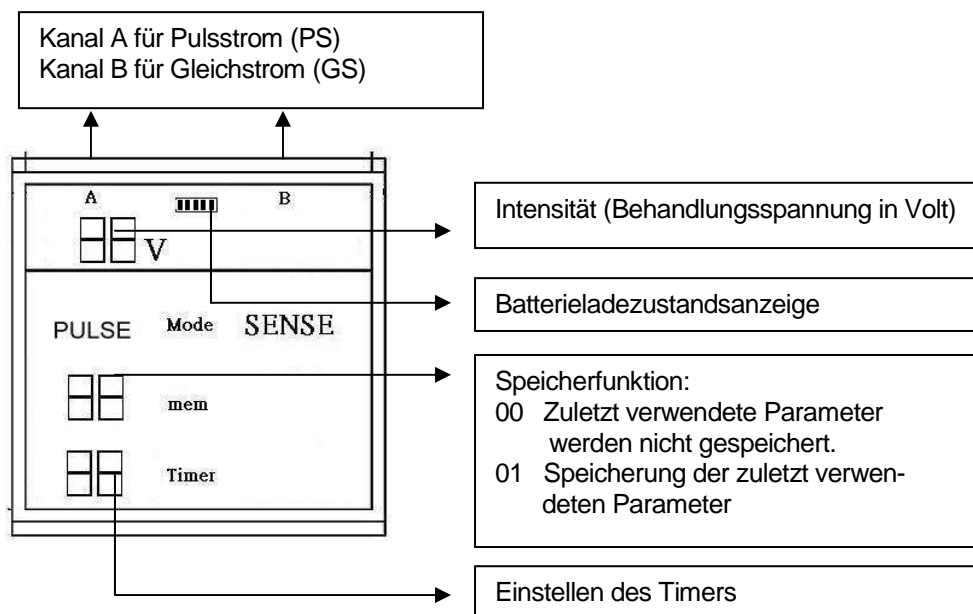 Kanal A für Pulsstrom (PS)
Kanal B für Gleichstrom (GS)
A
B
V
Intensität (Behandlungsspannung in Volt)
Batterieladezustandsanzeige
PULSE Mode SENSE
mem
Speicherfunktion:
00 Zuletzt verwendete Parameter
werden nicht gespeichert.
01 Speicherung der zuletzt verwen-
deten Parameter
Timer
Einstellen des Timers